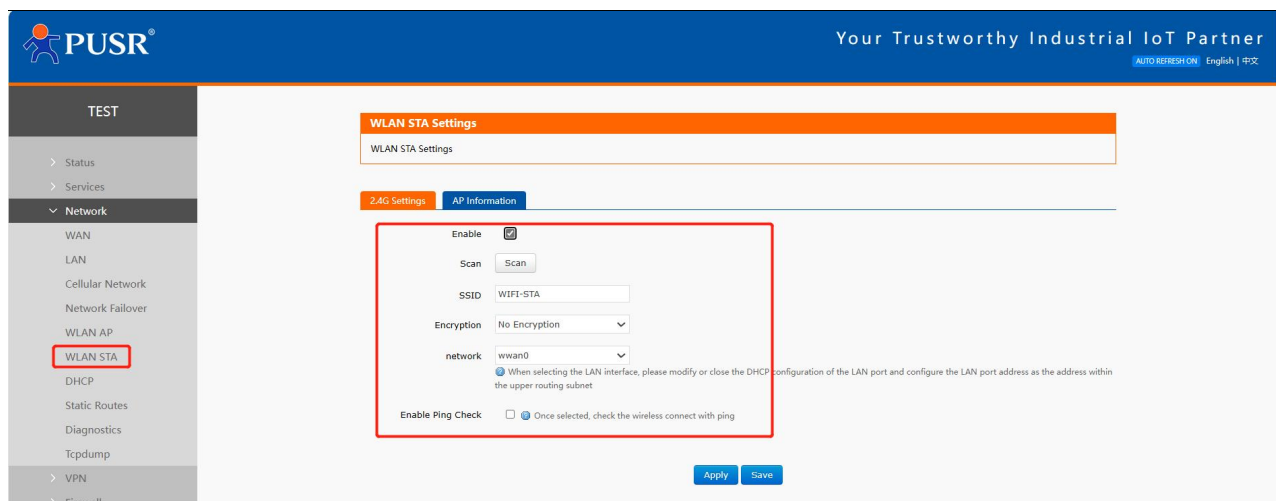 PUSR®
Your Trustworthy Industrial IoT Partner
AUTO REFRESH ON English | 中文
TEST
Status
Services
Network
WAN
LAN
Cellular Network
Network Failover
WLAN AP
WLAN STA
DHCP
Static Routes
Diagnostics
Tcpdump
VPN
WLAN STA Settings
WLAN STA Settings
2.4G Settings AP Information
Enable
Scan Scan
SSID WIFI-STA
Encryption No Encryption
network wwan0
When selecting the LAN interface, please modify or close the DHCP configuration of the LAN port and configure the LAN port address as the address within
the upper routing subnet
Enable Ping Check Once selected, check the wireless connect with ping
Apply Save